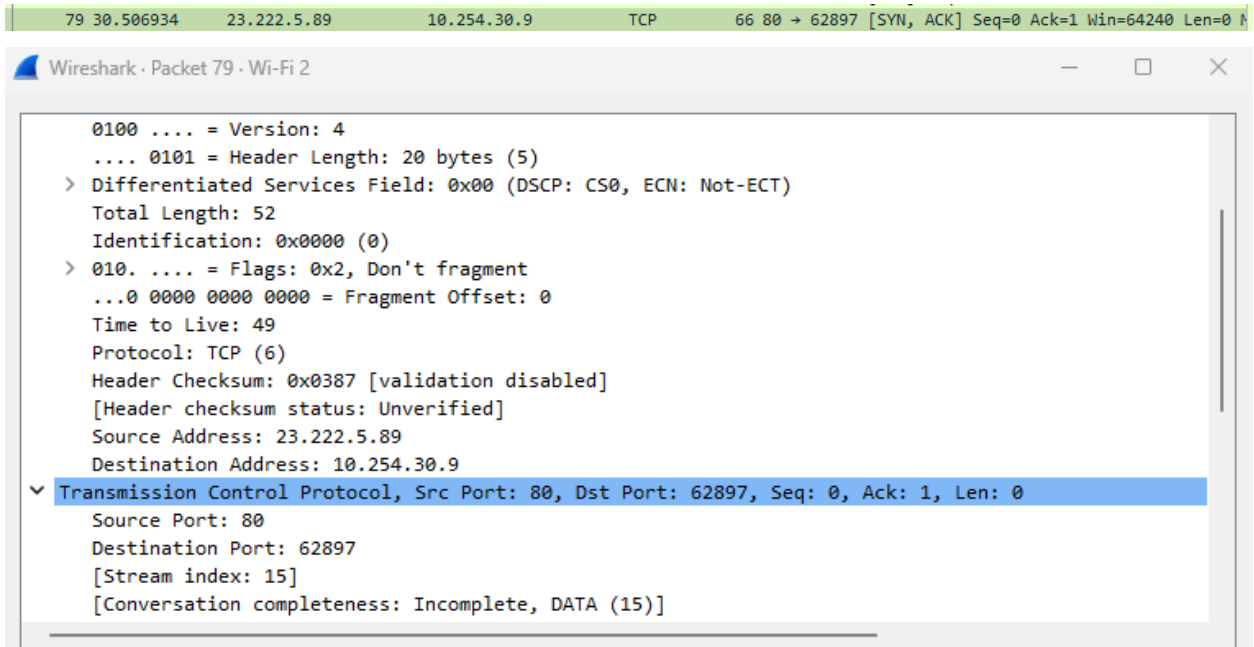 79 30.506934 23.222.5.89 10.254.30.9 TCP 66 80 → 62897 [SYN, ACK] Seq=0 Ack=1 Win=64240 Len=0
Wireshark · Packet 79 · Wi-Fi 2
0100 .... = Version: 4
.... 0101 = Header Length: 20 bytes (5)
Differentiated Services Field: 0x00 (DSCP: CS0, ECN: Not-ECT)
Total Length: 52
Identification: 0x0000 (0)
010. .... = Flags: 0x2, Don't fragment
...0 0000 0000 0000 = Fragment Offset: 0
Time to Live: 49
Protocol: TCP (6)
Header Checksum: 0x0387 [validation disabled]
[Header checksum status: Unverified]
Source Address: 23.222.5.89
Destination Address: 10.254.30.9
Transmission Control Protocol, Src Port: 80, Dst Port: 62897, Seq: 0, Ack: 1, Len: 0
Source Port: 80
Destination Port: 62897
[Stream index: 15]
[Conversation completeness: Incomplete, DATA (15)]